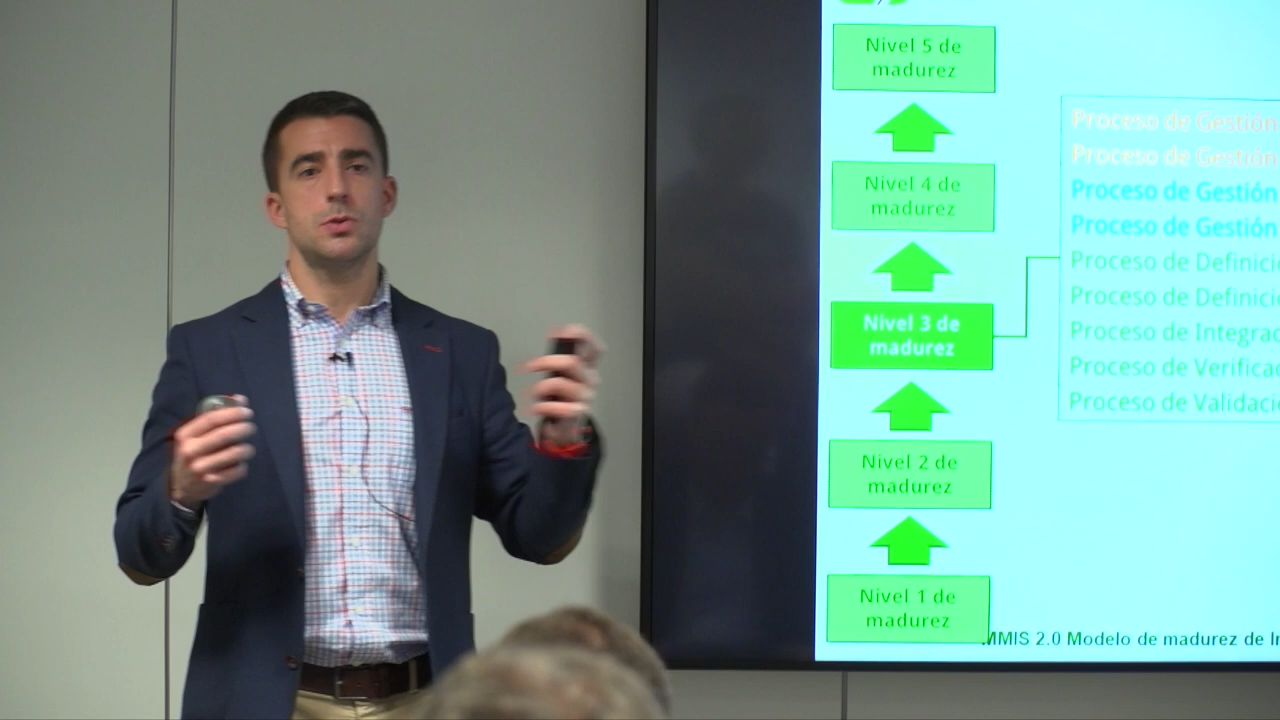 Nivel 5 de
madurez
Nivel 4 de
madurez
Nivel 3 de
madurez
Nivel 2 de
madurez
Nivel 1 de
madurez
Proceso de Gestión
Proceso de Gestión
Proceso de Gestión
Proceso de Gestión
Proceso de
Proceso de
Proceso de
Proceso de
Proceso de
MMIS 2.0 Modelo de madurez de